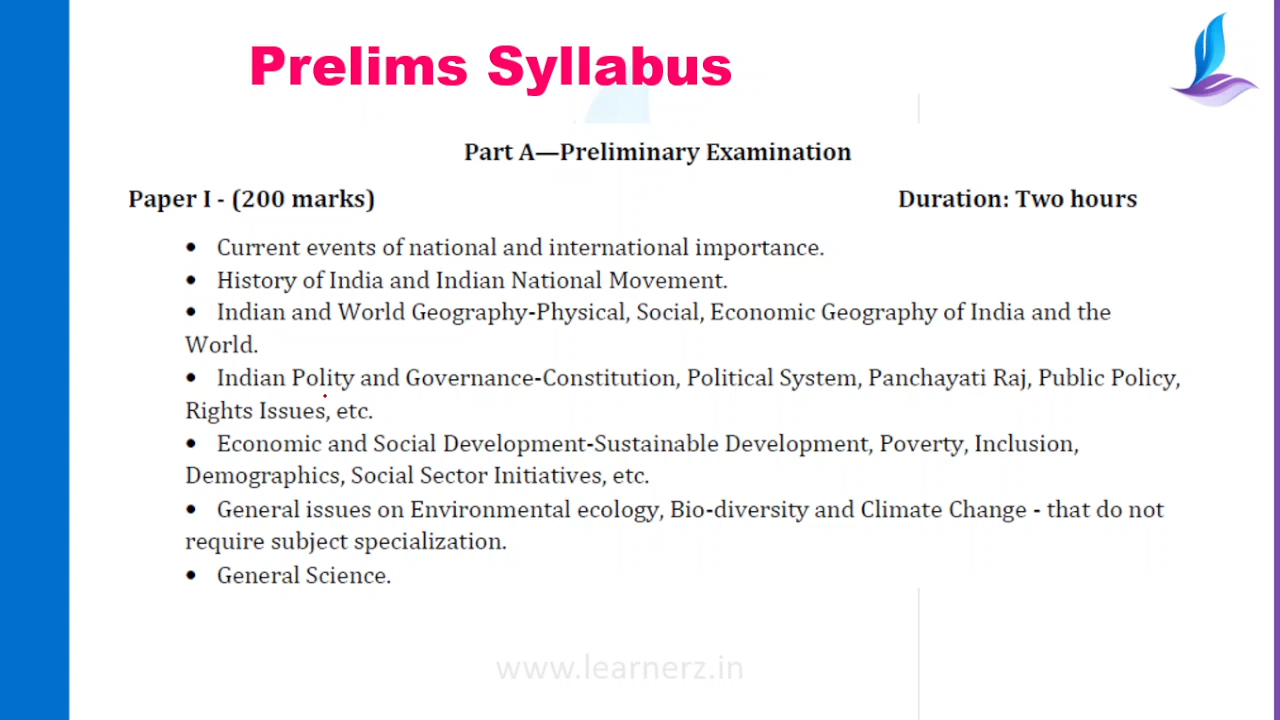 Prelims Syllabus
Part A—Preliminary Examination
Paper I - (200 marks) Duration: Two hours
• Current events of national and international importance.
• History of India and Indian National Movement.
• Indian and World Geography-Physical, Social, Economic Geography of India and the
World.
• Indian Polity and Governance-Constitution, Political System, Panchayati Raj, Public Policy,
Rights Issues, etc.
• Economic and Social Development-Sustainable Development, Poverty, Inclusion,
Demographics, Social Sector Initiatives, etc.
• General issues on Environmental ecology, Bio-diversity and Climate Change - that do not
require subject specialization.
• General Science.
www.learnerz.in